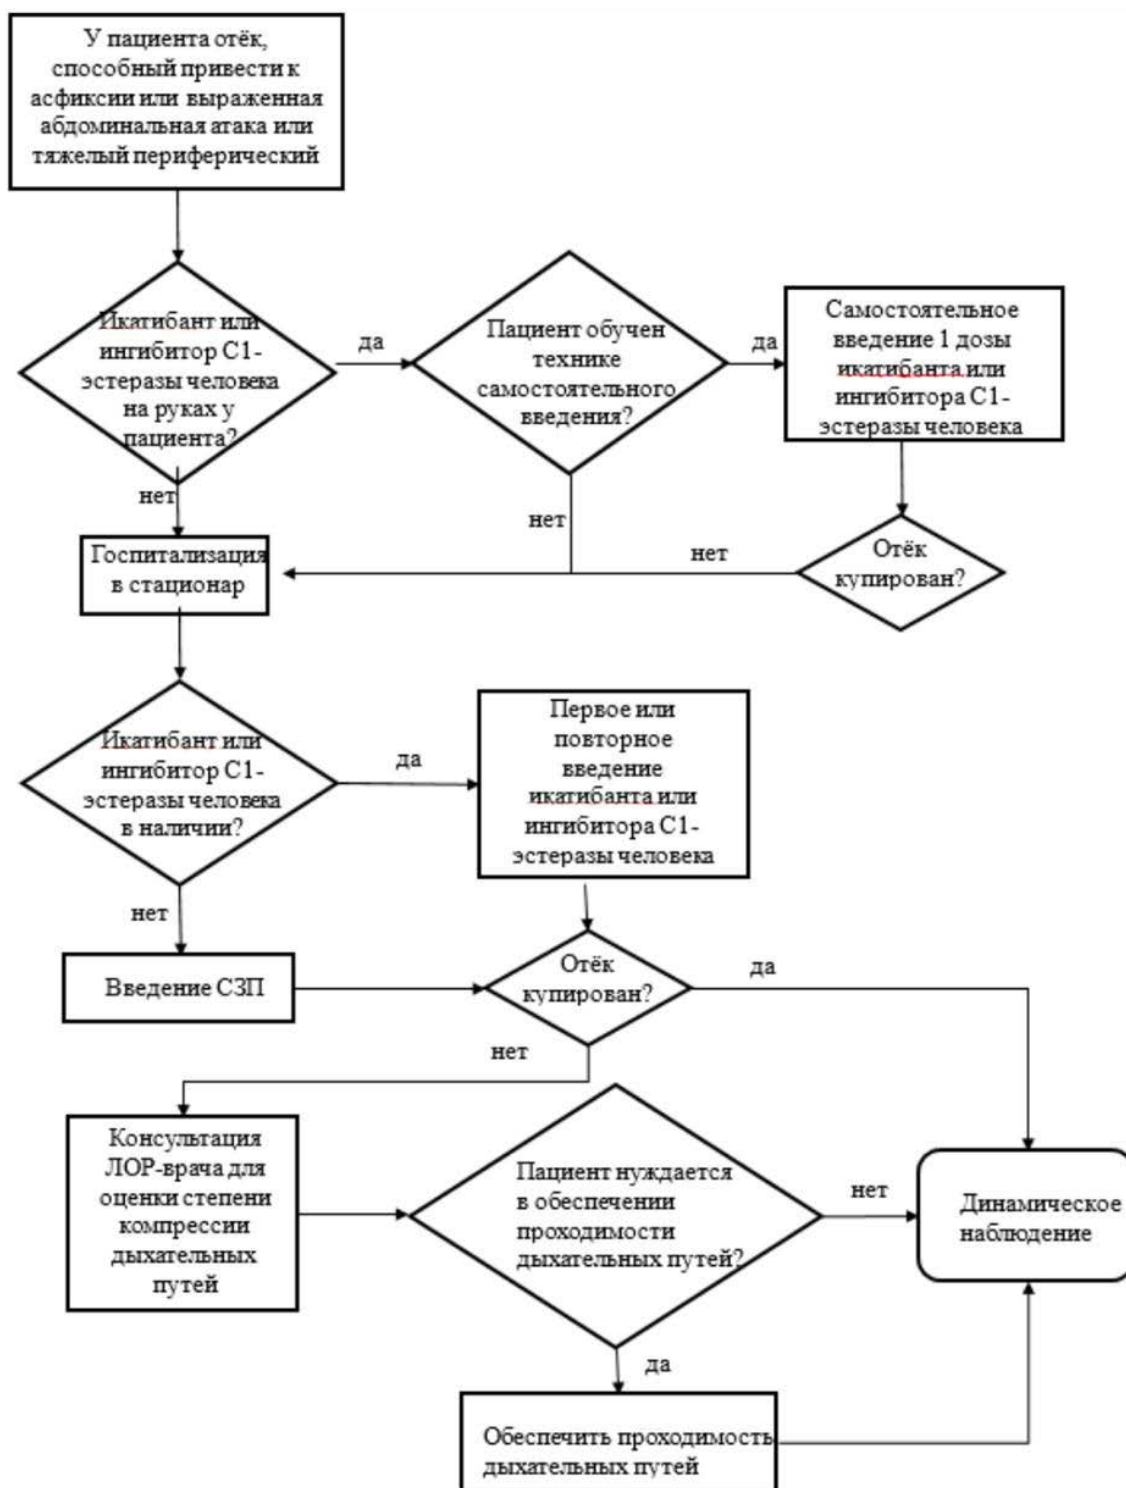 У пациента отёк,
способный привести к
асфиксии или выраженная
абдоминальная атака или
тяжелый периферический
Икатибант или
ингибитор С1-
эстеразы человека
на руках у
пациента?
да
Пациент обучен
технике
самостоятельного
введения?
да
Самостоятельное
введение 1 дозы
икатибанта или
ингибитора С1-
эстеразы человека
нет
нет
нет
Отёк
купирован?
Госпитализация
в стационар
Икатибант или
ингибитор С1-
эстеразы человека
в наличии?
да
Первое или
повторное
введение
икатибанта или
ингибитора С1-
эстеразы человека
нет
Введение СЗП
Отёк
купирован?
да
нет
Консультация
ЛОР-врача для
оценки степени
компрессии
дыхательных
путей
Пациент нуждается
в обеспечении
проходимости
дыхательных путей?
нет
Динамическое
наблюдение
да
Обеспечить проходимость
дыхательных путей